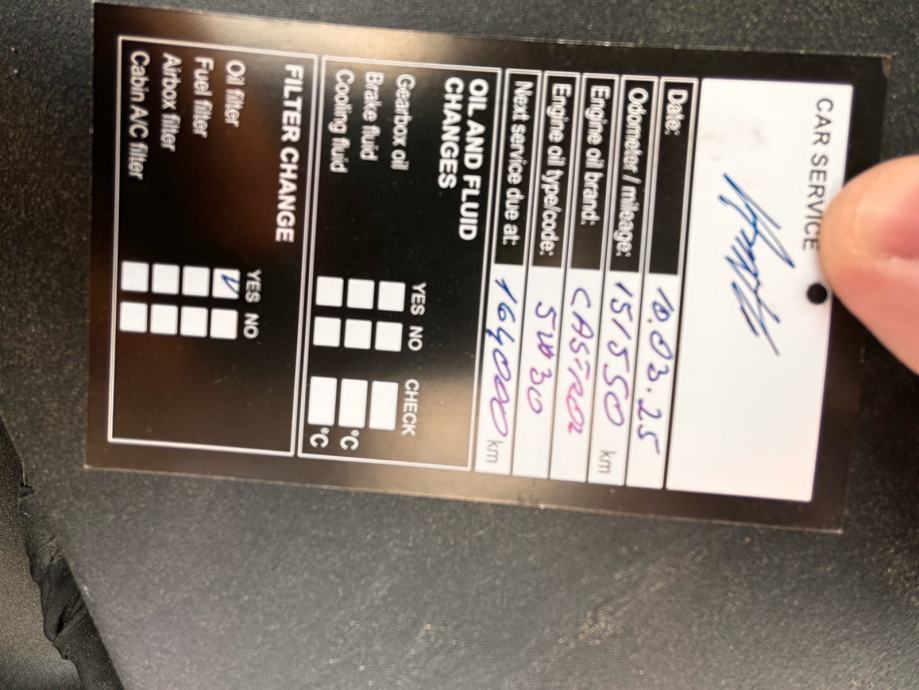 CAR SERVICE
Date: 10.03.25
Odometer / mileage: 151550 km
Engine oil brand: CASTROL
Engine oil type/code: 5W30
Next service due at: 164000 km
OIL AND FLUID
CHANGES
YES NO CHECK
Gearbox oil
Brake fluid °C
Cooling fluid °C
FILTER CHANGE
YES NO
Oil filter V
Fuel filter
Airbox filter
Cabin A/C filter